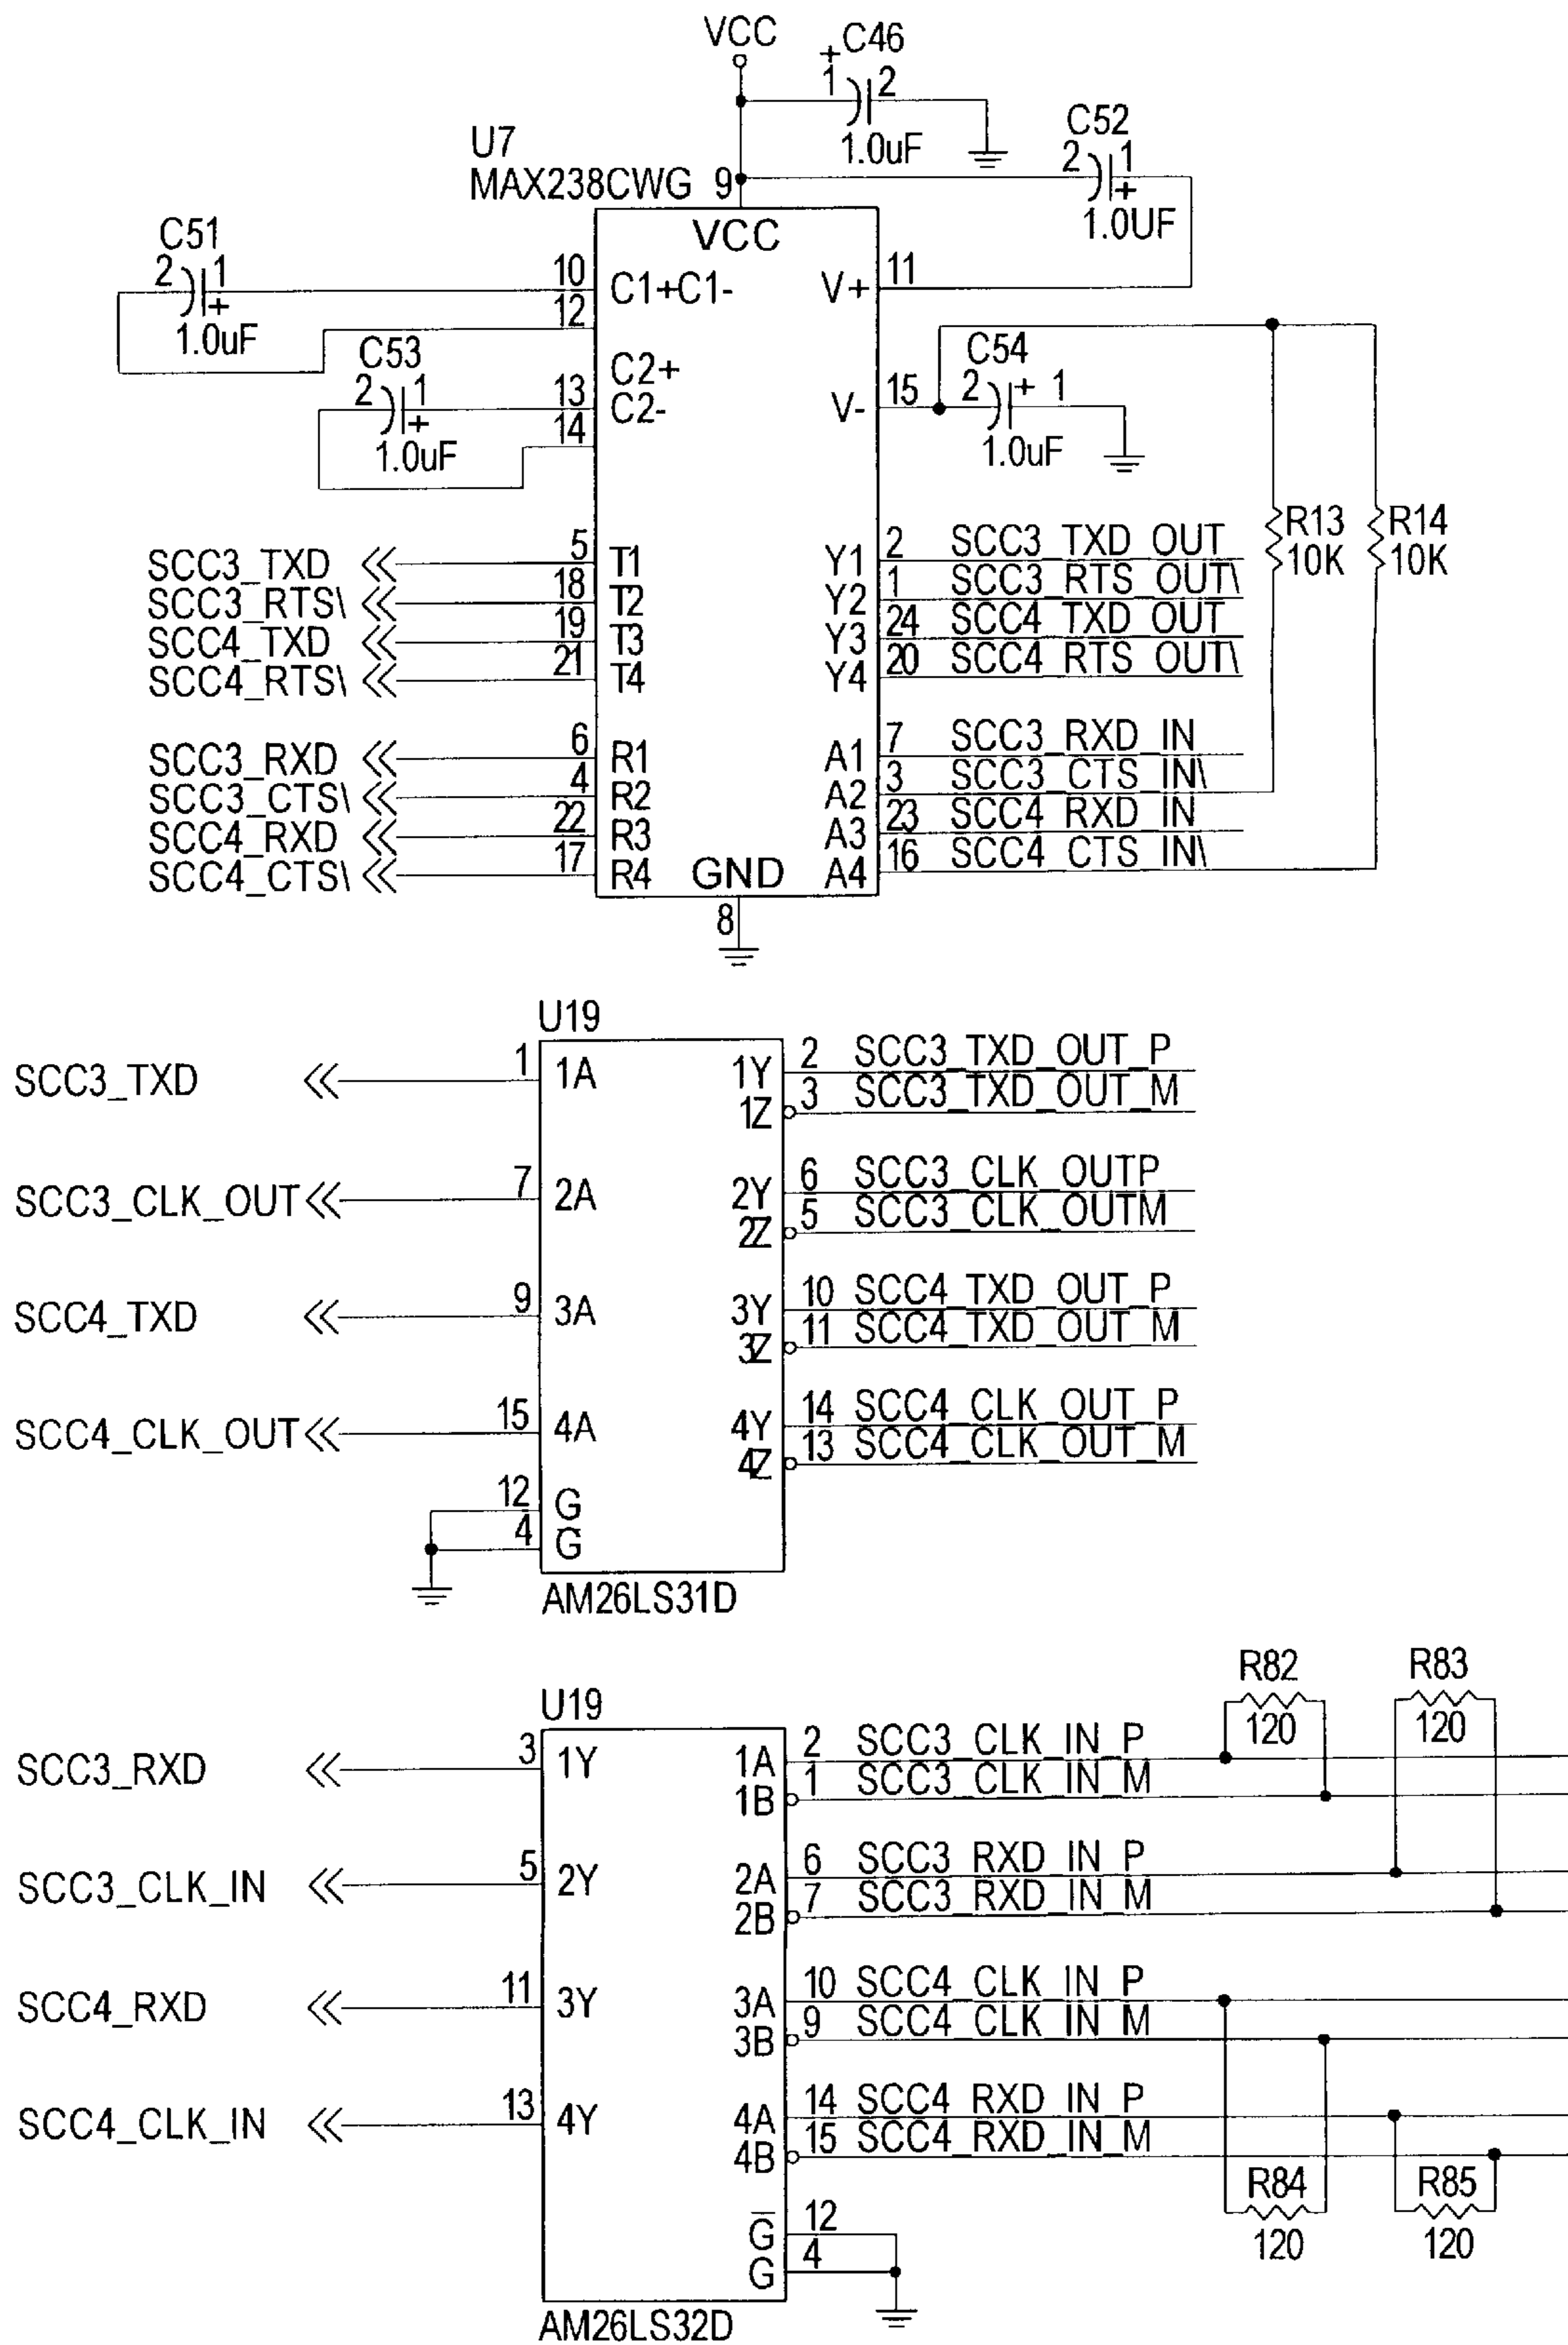 VCC
+ C46
1 2
1.0uF
C52
2 1
+
1.0UF
U7
MAX238CWG 9
VCC
C51
2 1
+
1.0uF
10 C1+C1- V+ 11
12
C53
2 1
+
1.0uF
C2+
13 C2- V- 15
14
C54
2 + 1
1.0uF
R13
10K
R14
10K
SCC3_TXD 5 T1 Y1 2 SCC3_TXD_OUT
SCC3_RTS\ 18 T2 Y2 1 SCC3_RTS_OUT\
SCC4_TXD 19 T3 Y3 24 SCC4_TXD_OUT
SCC4_RTS\ 21 T4 Y4 20 SCC4_RTS_OUT\
SCC3_RXD 6 R1 A1 7 SCC3_RXD_IN
SCC3_CTS\ 4 R2 A2 3 SCC3_CTS_IN\
SCC4_RXD 22 R3 A3 23 SCC4_RXD_IN
SCC4_CTS\ 17 R4 GND A4 16 SCC4_CTS_IN\
8
U19
SCC3_TXD 1 1A 1Y 2 SCC3_TXD_OUT_P
1Z 3 SCC3_TXD_OUT_M
SCC3_CLK_OUT 7 2A 2Y 6 SCC3_CLK_OUTP
2Z 5 SCC3_CLK_OUTM
SCC4_TXD 9 3A 3Y 10 SCC4_TXD_OUT_P
3Z 11 SCC4_TXD_OUT_M
SCC4_CLK_OUT 15 4A 4Y 14 SCC4_CLK_OUT_P
4Z 13 SCC4_CLK_OUT_M
12 G
4 G̅
AM26LS31D
R82
120
R83
120
U19
SCC3_RXD 3 1Y 1A 2 SCC3_CLK_IN_P
1B 1 SCC3_CLK_IN_M
SCC3_CLK_IN 5 2Y 2A 6 SCC3_RXD_IN_P
2B 7 SCC3_RXD_IN_M
SCC4_RXD 11 3Y 3A 10 SCC4_CLK_IN_P
3B 9 SCC4_CLK_IN_M
SCC4_CLK_IN 13 4Y 4A 14 SCC4_RXD_IN_P
4B 15 SCC4_RXD_IN_M
R84
120
R85
120
G̅ 12
G 4
AM26LS32D